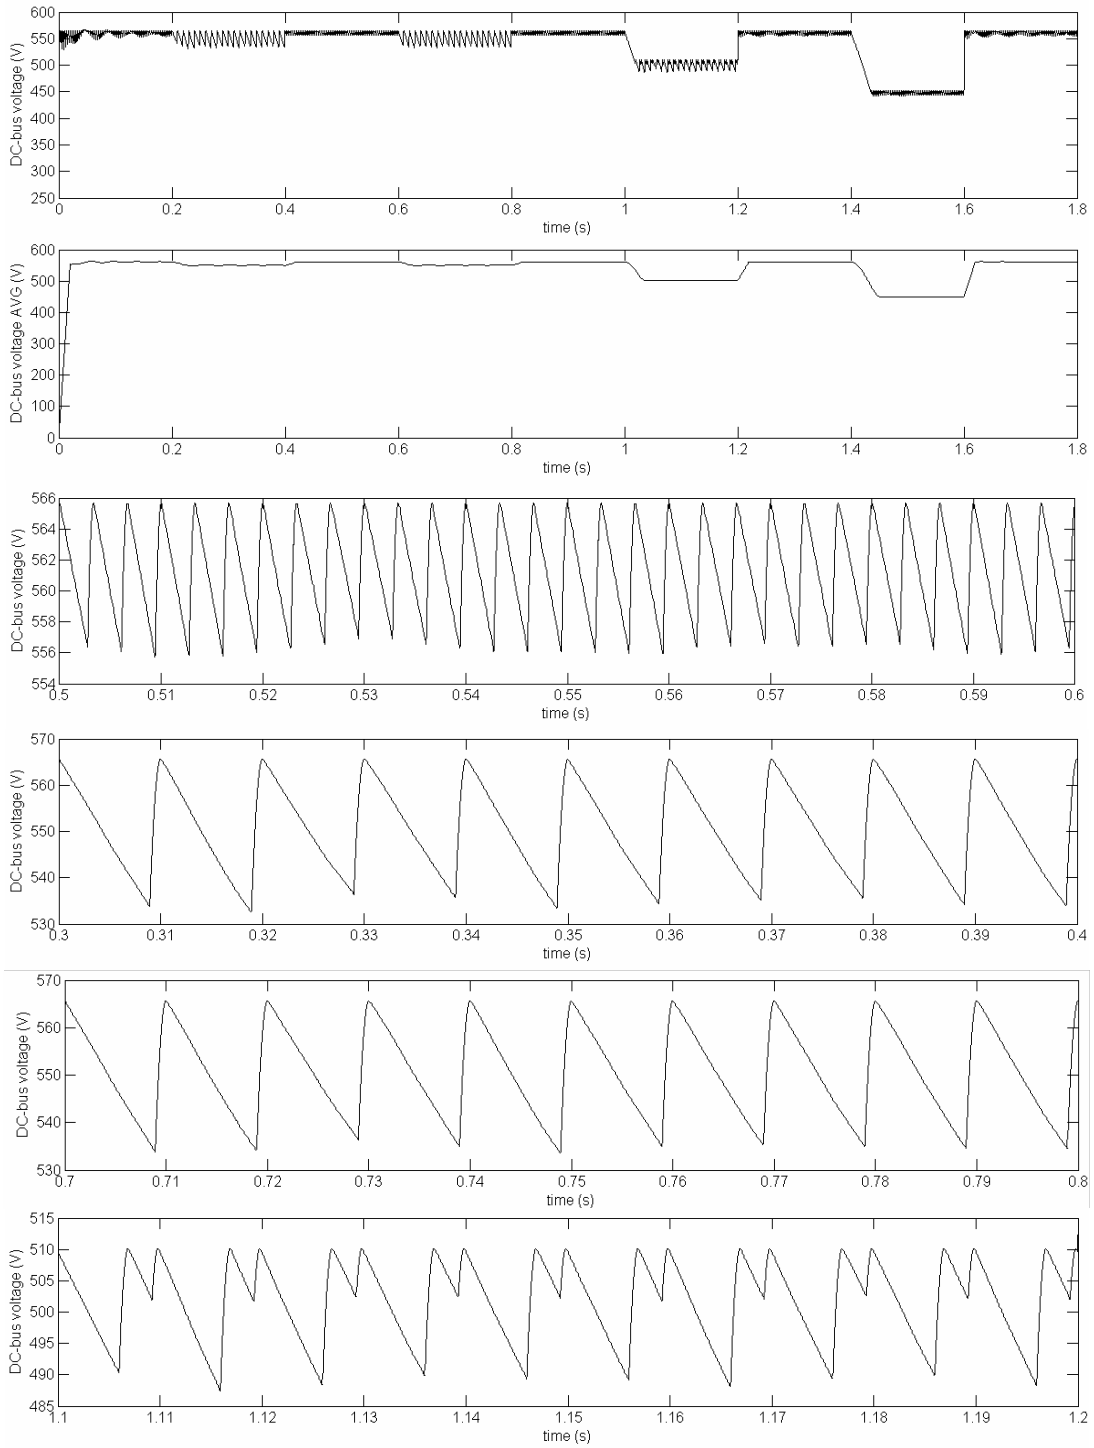 600
550
500
450
400
350
300
250
DC-bus voltage (V)
0 0.2 0.4 0.6 0.8 1 1.2 1.4 1.6 1.8
time (s)
600
500
400
300
200
100
0
DC-bus voltage AVG (V)
0 0.2 0.4 0.6 0.8 1 1.2 1.4 1.6 1.8
time (s)
566
564
562
560
558
556
554
DC-bus voltage (V)
0.5 0.51 0.52 0.53 0.54 0.55 0.56 0.57 0.58 0.59 0.6
time (s)
570
560
550
540
530
DC-bus voltage (V)
0.3 0.31 0.32 0.33 0.34 0.35 0.36 0.37 0.38 0.39 0.4
time (s)
570
560
550
540
530
DC-bus voltage (V)
0.7 0.71 0.72 0.73 0.74 0.75 0.76 0.77 0.78 0.79 0.8
time (s)
515
510
505
500
495
490
485
DC-bus voltage (V)
1.1 1.11 1.12 1.13 1.14 1.15 1.16 1.17 1.18 1.19 1.2
time (s)